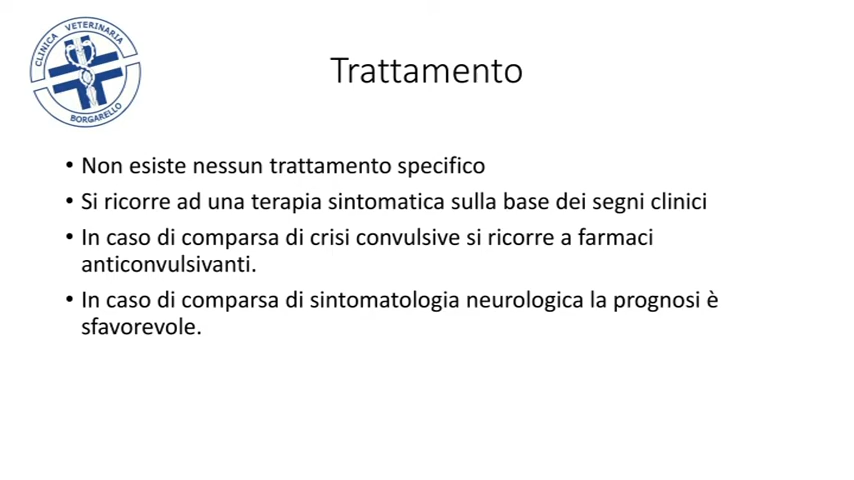 CLINICA VETERINARIA
BORGARELLO
Trattamento
• Non esiste nessun trattamento specifico
• Si ricorre ad una terapia sintomatica sulla base dei segni clinici
• In caso di comparsa di crisi convulsive si ricorre a farmaci
anticonvulsivanti.
• In caso di comparsa di sintomatologia neurologica la prognosi è
sfavorevole.